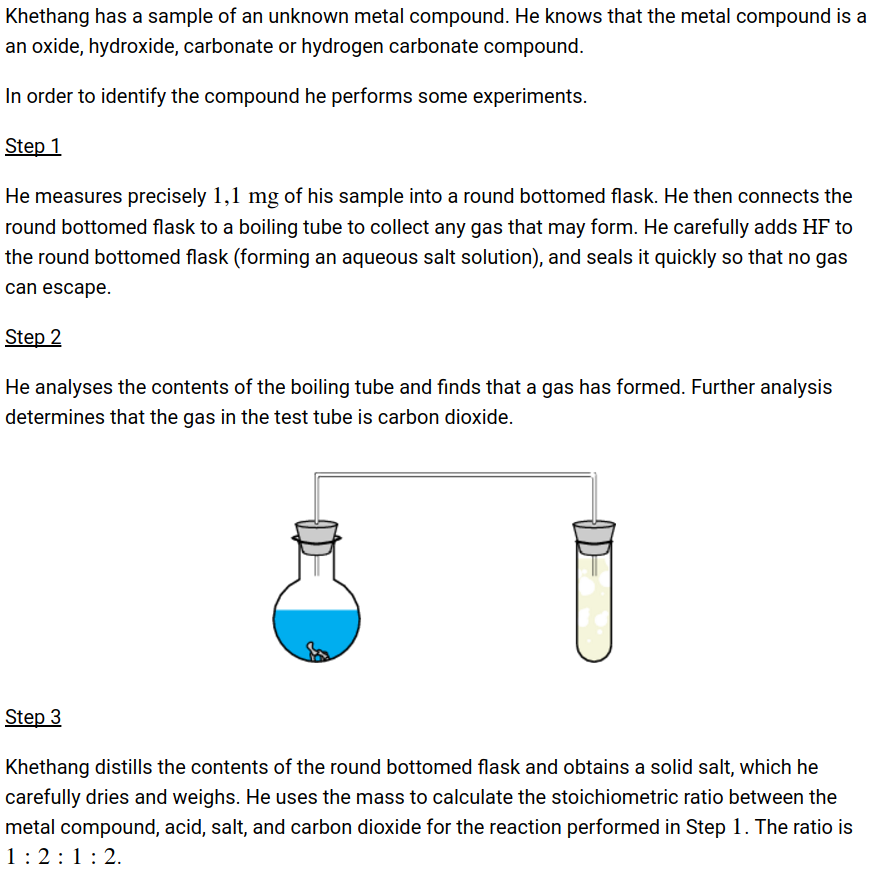 Khethang has a sample of an unknown metal compound. He knows that the metal compound is a
an oxide, hydroxide, carbonate or hydrogen carbonate compound.
In order to identify the compound he performs some experiments.
Step 1
He measures precisely 1,1 mg of his sample into a round bottomed flask. He then connects the
round bottomed flask to a boiling tube to collect any gas that may form. He carefully adds HF to
the round bottomed flask (forming an aqueous salt solution), and seals it quickly so that no gas
can escape.
Step 2
He analyses the contents of the boiling tube and finds that a gas has formed. Further analysis
determines that the gas in the test tube is carbon dioxide.
Step 3
Khethang distills the contents of the round bottomed flask and obtains a solid salt, which he
carefully dries and weighs. He uses the mass to calculate the stoichiometric ratio between the
metal compound, acid, salt, and carbon dioxide for the reaction performed in Step 1. The ratio is
1 : 2 : 1 : 2.